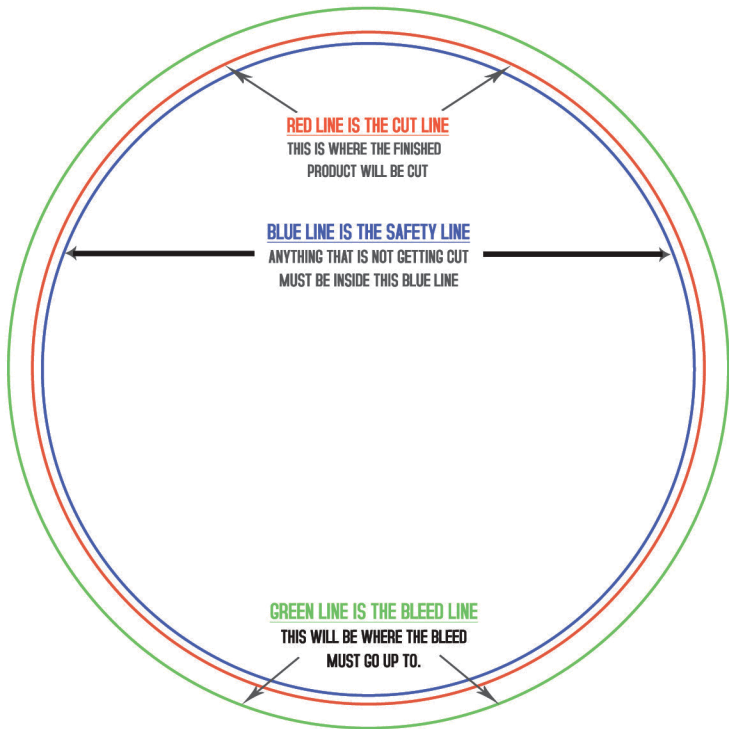 RED LINE IS THE CUT LINE
THIS IS WHERE THE FINISHED
PRODUCT WILL BE CUT
BLUE LINE IS THE SAFETY LINE
ANYTHING THAT IS NOT GETTING CUT
MUST BE INSIDE THIS BLUE LINE
GREEN LINE IS THE BLEED LINE
THIS WILL BE WHERE THE BLEED
MUST GO UP TO.